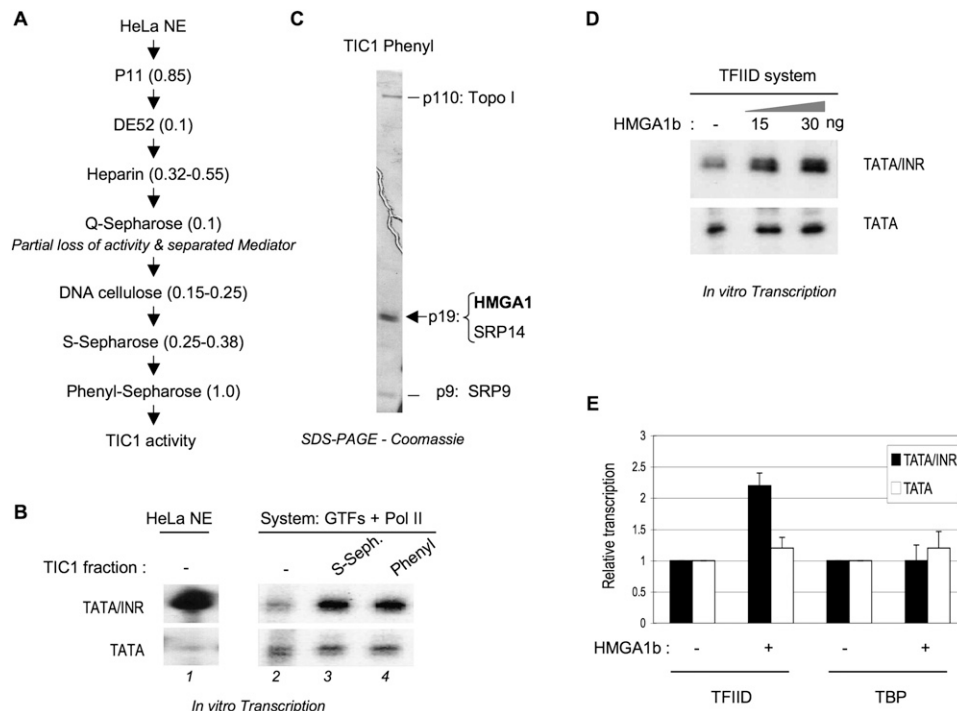 A
HeLa NE
P11 (0.85)
DE52 (0.1)
Heparin (0.32-0.55)
Q-Sepharose (0.1)
Partial loss of activity & separated Mediator
DNA cellulose (0.15-0.25)
S-Sepharose (0.25-0.38)
Phenyl-Sepharose (1.0)
TIC1 activity
B
HeLa NE
System: GTFs + Pol II
TIC1 fraction : - - S-Seph. Phenyl
TATA/INR
TATA
1 2 3 4
In vitro Transcription
C
TIC1 Phenyl
p110: Topo I
p19: HMGA1
SRP14
p9: SRP9
SDS-PAGE - Coomassie
D
TFIID system
HMGA1b : - 15 30 ng
TATA/INR
TATA
In vitro Transcription
E
Relative transcription
3
2.5
2
1.5
1
0.5
0
TATA/INR
TATA
HMGA1b : - + - +
TFIID TBP